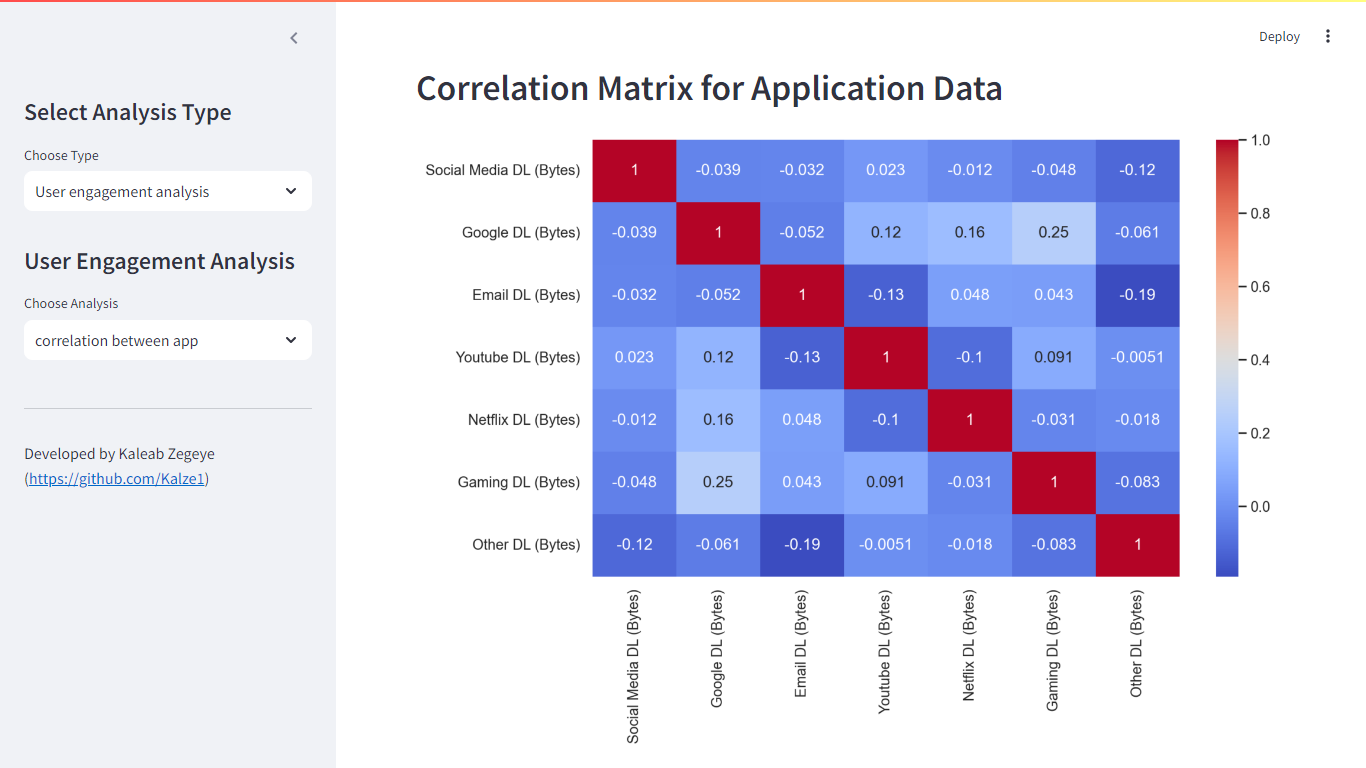 Deploy
Select Analysis Type
Choose Type
User engagement analysis
User Engagement Analysis
Choose Analysis
correlation between app
Developed by Kaleab Zegeye
(https://github.com/Kalze1)
Correlation Matrix for Application Data
Social Media DL (Bytes) 1 -0.039 -0.032 0.023 -0.012 -0.048 -0.12
Google DL (Bytes) -0.039 1 -0.052 0.12 0.16 0.25 -0.061
Email DL (Bytes) -0.032 -0.052 1 -0.13 0.048 0.043 -0.19
Youtube DL (Bytes) 0.023 0.12 -0.13 1 -0.1 0.091 -0.0051
Netflix DL (Bytes) -0.012 0.16 0.048 -0.1 1 -0.031 -0.018
Gaming DL (Bytes) -0.048 0.25 0.043 0.091 -0.031 1 -0.083
Other DL (Bytes) -0.12 -0.061 -0.19 -0.0051 -0.018 -0.083 1
Social Media DL (Bytes)
Google DL (Bytes)
Email DL (Bytes)
Youtube DL (Bytes)
Netflix DL (Bytes)
Gaming DL (Bytes)
Other DL (Bytes)
1.0
0.8
0.6
0.4
0.2
0.0